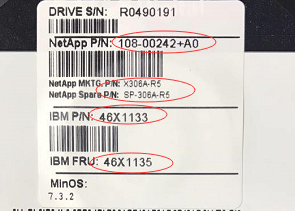 DRIVE S/N: R0490191
NetApp P/N: 108-00242+A0
NetApp MKTG. P/N: X306A-R5
NetApp Spare P/N: SP-306A-R5
IBM P/N: 46X1133
IBM FRU: 46X1135
MinOS:
7.3.2